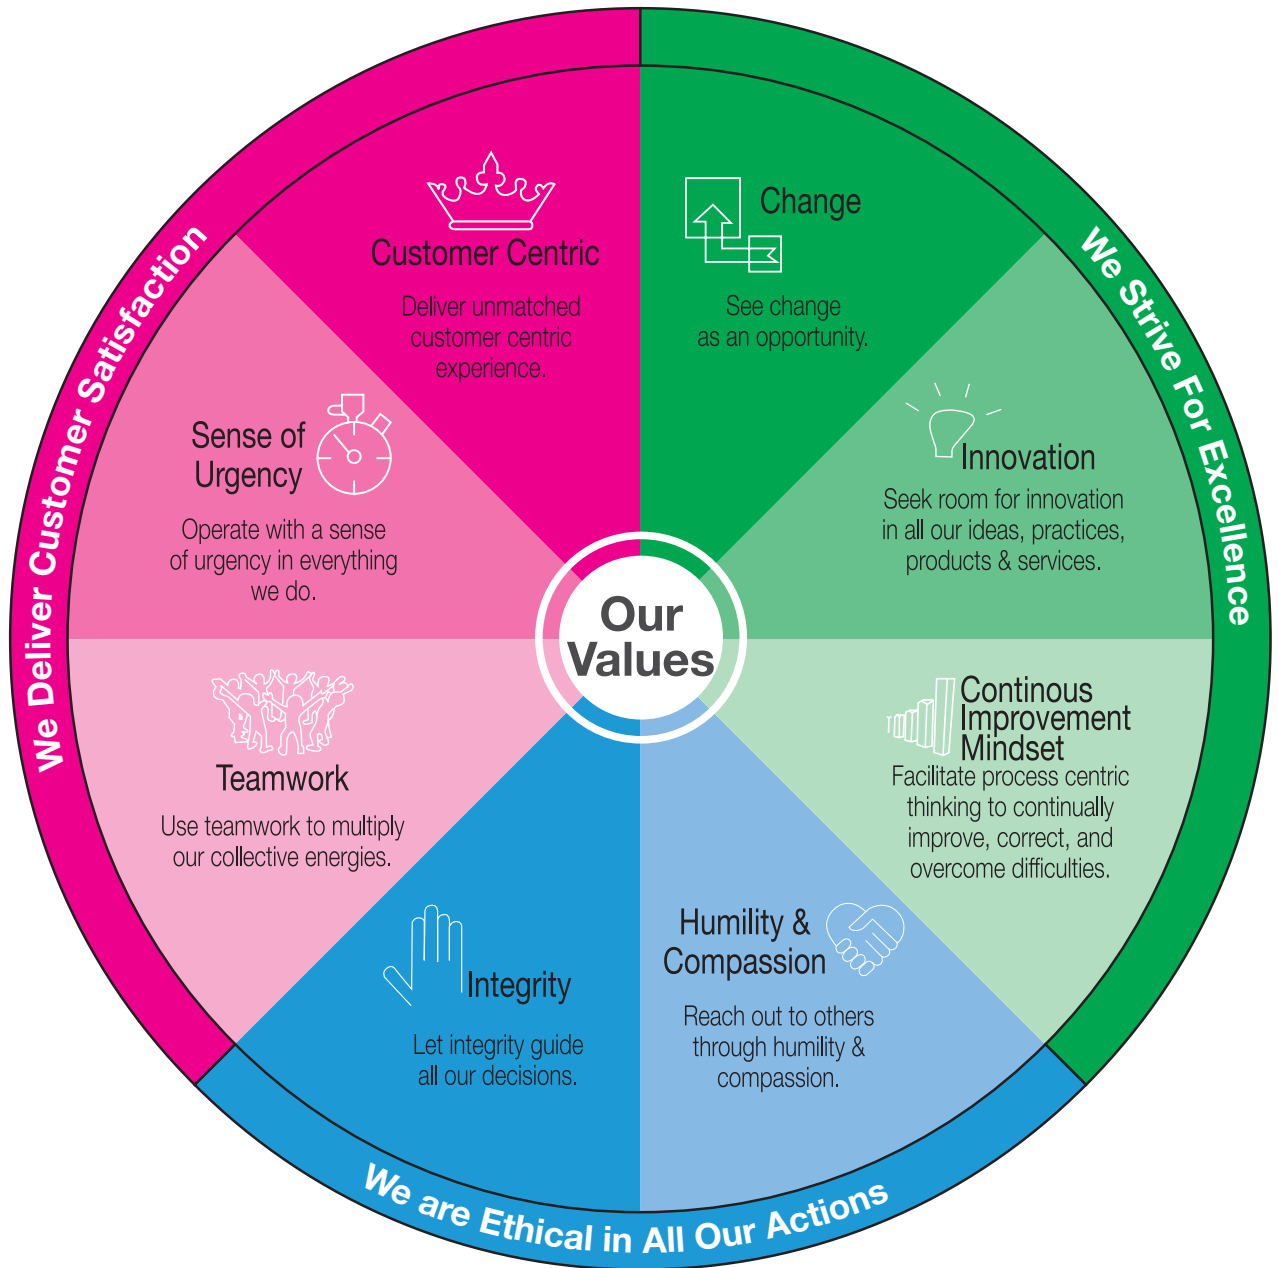 We Deliver Customer Satisfaction
We Strive For Excellence
We are Ethical in All Our Actions
Our
Values
Customer Centric
Deliver unmatched
customer centric
experience.
Change
See change
as an opportunity.
Innovation
Seek room for innovation
in all our ideas, practices,
products & services.
Continous
Improvement
Mindset
Facilitate process centric
thinking to continually
improve, correct, and
overcome difficulties.
Humility &
Compassion
Reach out to others
through humility &
compassion.
Integrity
Let integrity guide
all our decisions.
Teamwork
Use teamwork to multiply
our collective energies.
Sense of
Urgency
Operate with a sense
of urgency in everything
we do.